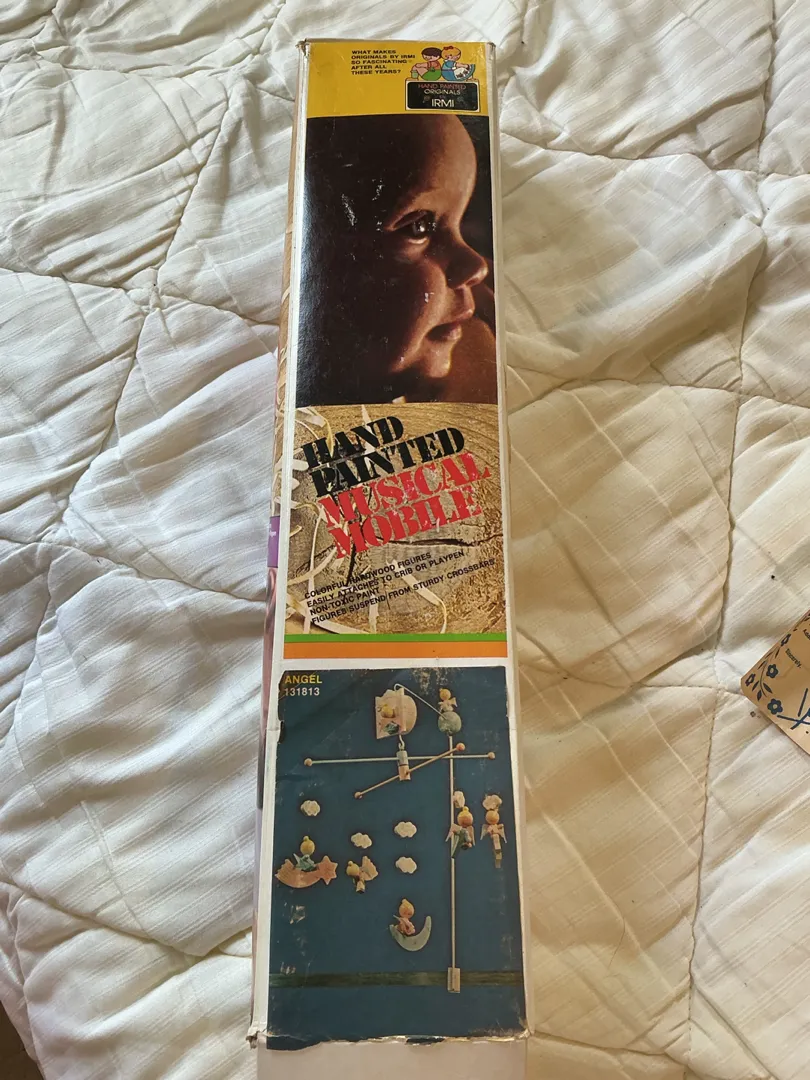 WHAT MAKES
ORIGINALS BY IRMI
SO FASCINATING
AFTER ALL
THESE YEARS?
HAND PAINTED
ORIGINALS
IRMI
HAND
PAINTED
MUSICAL
MOBILE
COLORFUL HARDWOOD FIGURES
EASILY ATTACHES TO CRIB OR PLAYPEN
NON-TOXIC PAINT
FIGURES SUSPEND FROM STURDY CROSSBARS
ANGEL
131813